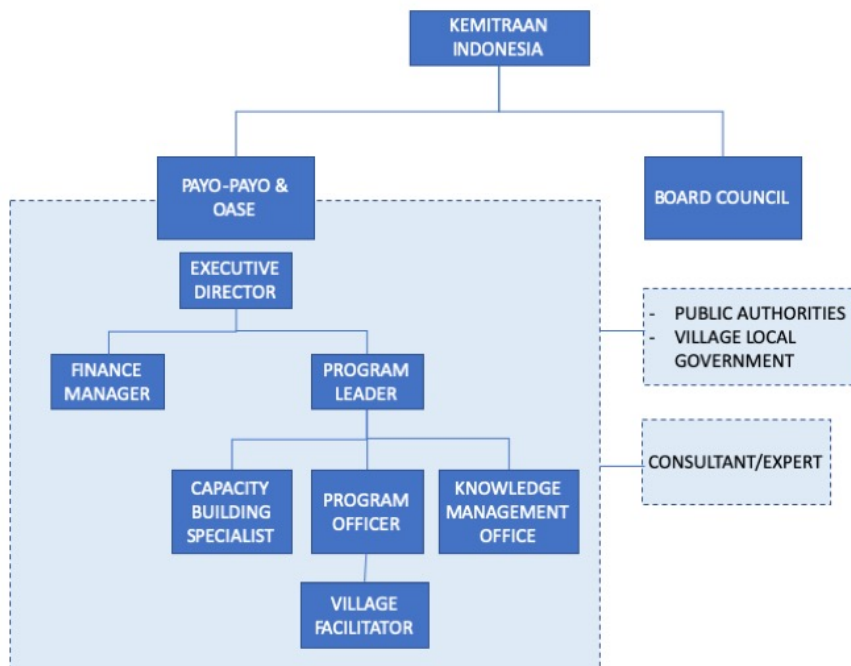 KEMITRAAN
INDONESIA
PAYO-PAYO &
OASE
BOARD COUNCIL
EXECUTIVE
DIRECTOR
- PUBLIC AUTHORITIES
- VILLAGE LOCAL
GOVERNMENT
FINANCE
MANAGER
PROGRAM
LEADER
CONSULTANT/EXPERT
CAPACITY
BUILDING
SPECIALIST
PROGRAM
OFFICER
KNOWLEDGE
MANAGEMENT
OFFICE
VILLAGE
FACILITATOR